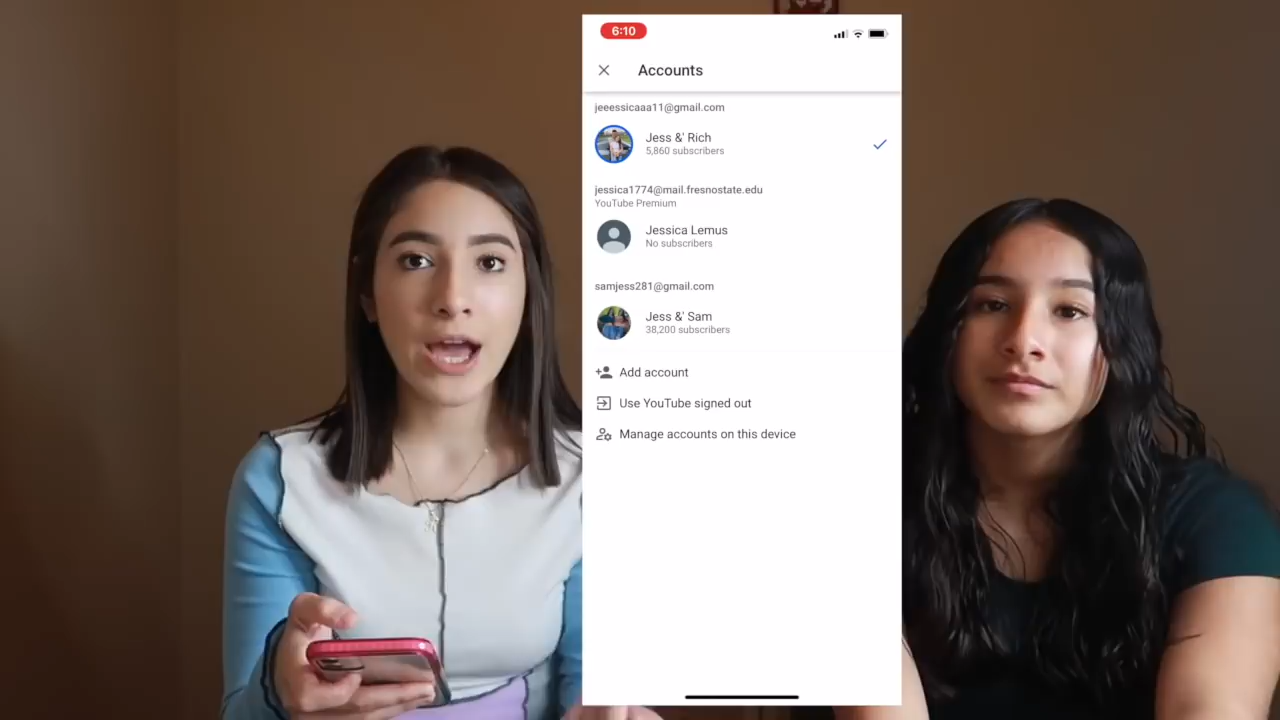 6:10
Accounts
jeeessicaaa11@gmail.com
Jess &' Rich
5,860 subscribers
jessica1774@mail.fresnostate.edu
YouTube Premium
Jessica Lemus
No subscribers
samjess281@gmail.com
Jess &' Sam
38,200 subscribers
Add account
Use YouTube signed out
Manage accounts on this device